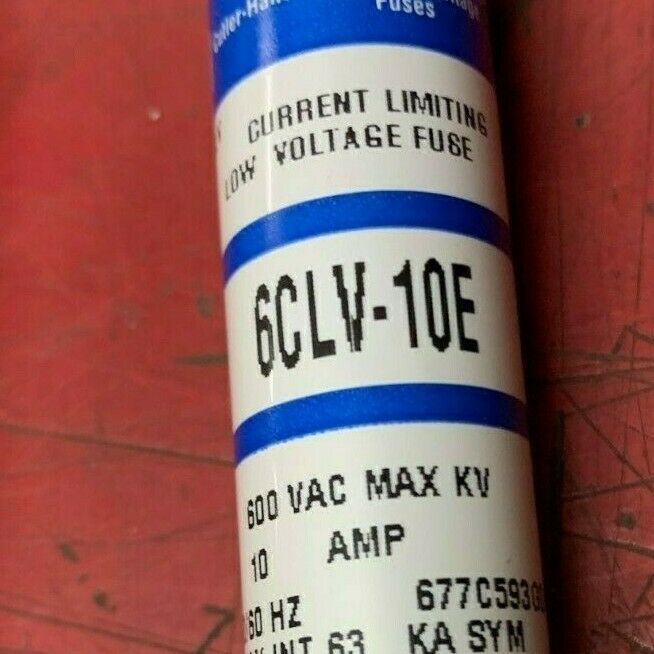 Fuses
CURRENT LIMITING
LOW VOLTAGE FUSE
6CLV-10E
600 VAC MAX KV
10 AMP
60 HZ 677C5930
INT 63 KA SYM